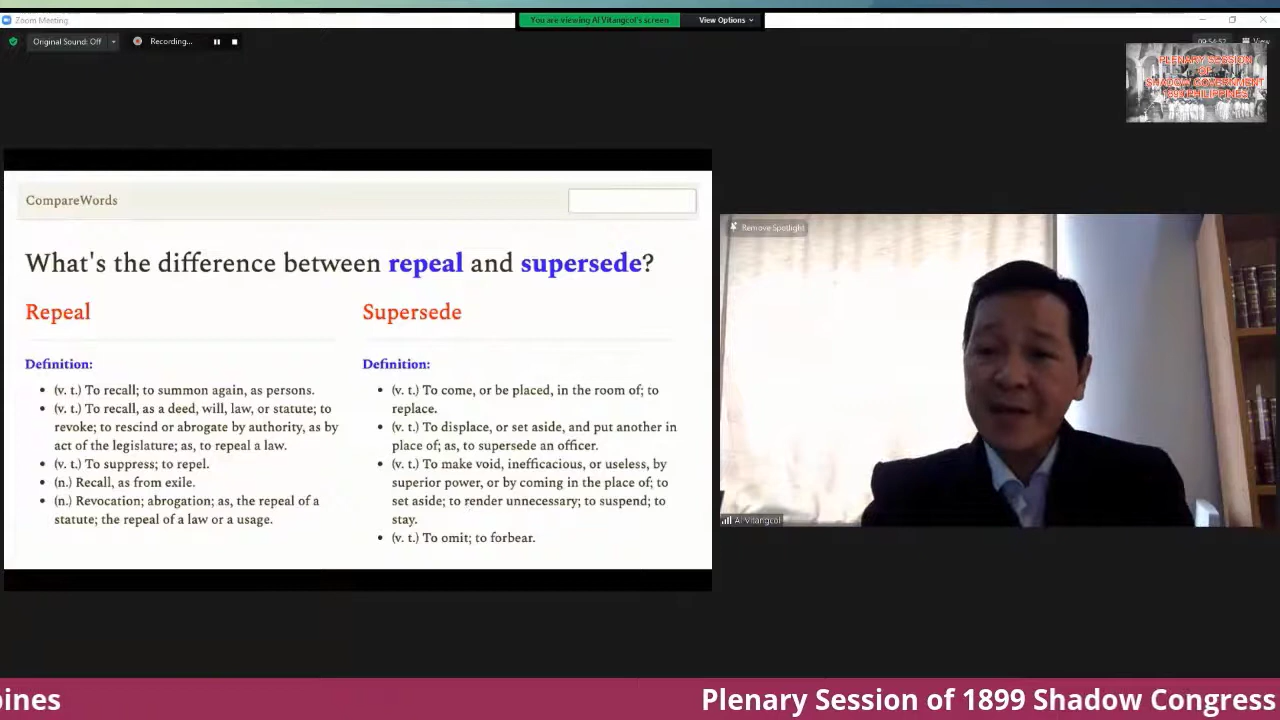 Zoom Meeting
You are viewing Al Vitangcol's screen
View Options
Original Sound: Off
Recording...
09:54:52
View
PLENARY SESSION
OF
SHADOW GOVERNMENT
1899 PHILIPPINES
CompareWords
What's the difference between repeal and supersede?
Repeal
Definition:
(v. t.) To recall; to summon again, as persons.
(v. t.) To recall, as a deed, will, law, or statute; to
revoke; to rescind or abrogate by authority, as by
act of the legislature; as, to repeal a law.
(v. t.) To suppress; to repel.
(n.) Recall, as from exile.
(n.) Revocation; abrogation; as, the repeal of a
statute; the repeal of a law or a usage.
Supersede
Definition:
(v. t.) To come, or be placed, in the room of; to
replace.
(v. t.) To displace, or set aside, and put another in
place of; as, to supersede an officer.
(v. t.) To make void, inefficacious, or useless, by
superior power, or by coming in the place of; to
set aside; to render unnecessary; to suspend; to
stay.
(v. t.) To omit; to forbear.
Remove Spotlight
Al Vitangcol
pines
Plenary Session of 1899 Shadow Congress